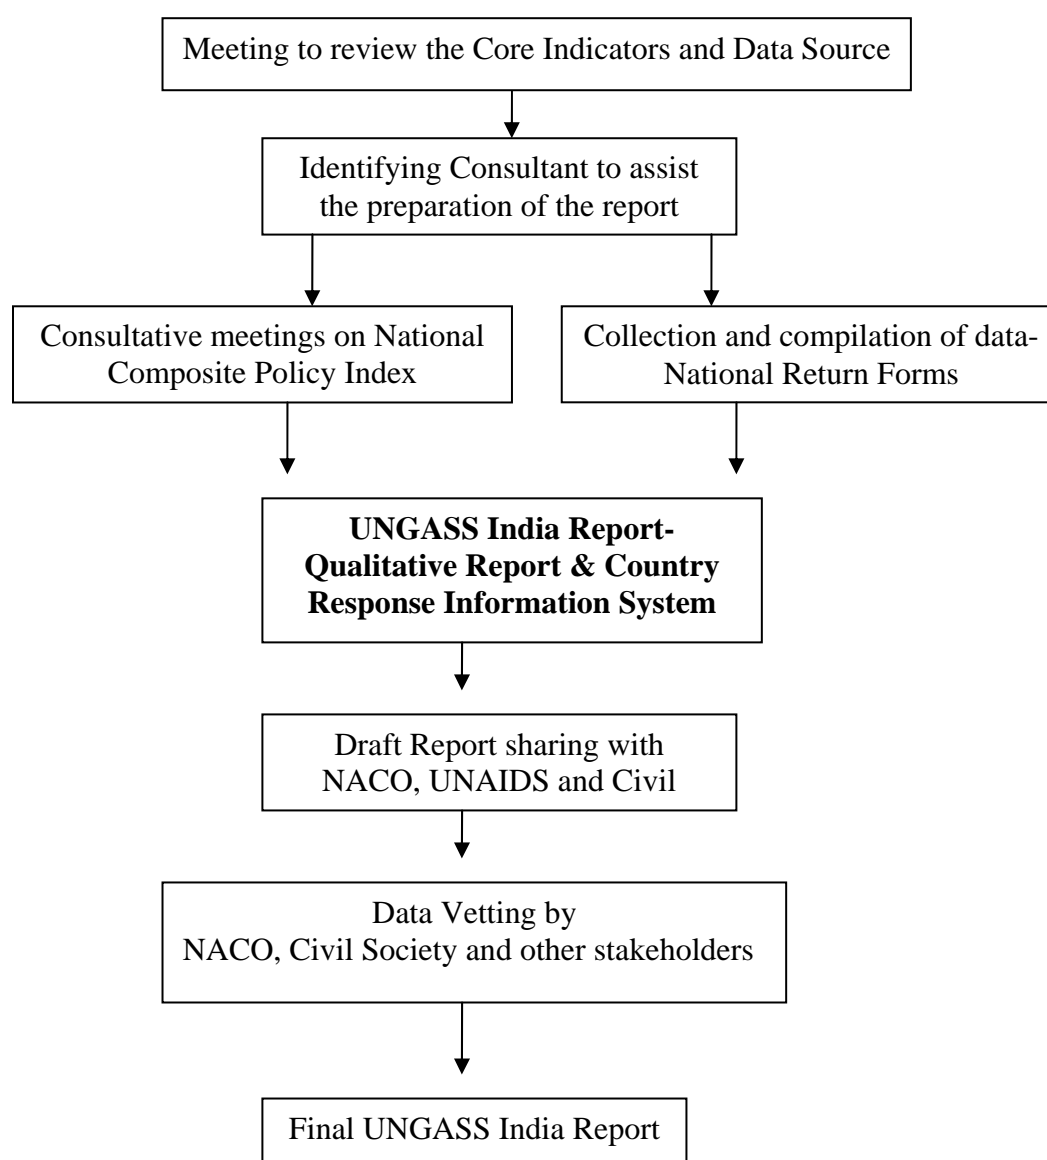 Meeting to review the Core Indicators and Data Source
Identifying Consultant to assist
the preparation of the report
Consultative meetings on National
Composite Policy Index
Collection and compilation of data-
National Return Forms
UNGASS India Report-
Qualitative Report & Country
Response Information System
Draft Report sharing with
NACO, UNAIDS and Civil
Data Vetting by
NACO, Civil Society and other stakeholders
Final UNGASS India Report